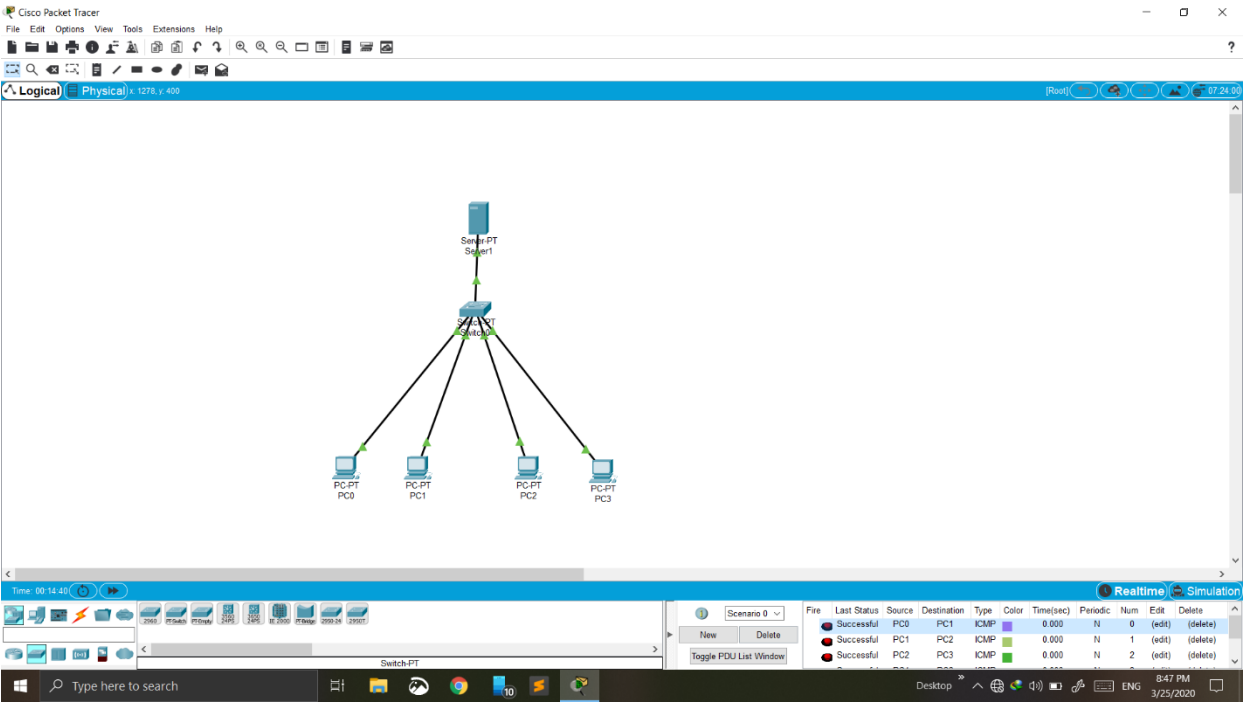 Cisco Packet Tracer
File Edit Options View Tools Extensions Help
?
Logical Physical x: 1278, y: 400 [Root] 07:24:00
Server-PT
Server1
Switch-PT
Switch0
PC-PT PC-PT PC-PT PC-PT
PC0 PC1 PC2 PC3
Time: 00:14:40 Realtime Simulation
2960 PT-Switch PT-Empty IE 2000 PT-Bridge 2950-24 2950T
Switch-PT
Scenario 0
New Delete
Toggle PDU List Window
Fire Last Status Source Destination Type Color Time(sec) Periodic Num Edit Delete
Successful PC0 PC1 ICMP 0.000 N 0 (edit) (delete)
Successful PC1 PC2 ICMP 0.000 N 1 (edit) (delete)
Successful PC2 PC3 ICMP 0.000 N 2 (edit) (delete)
Type here to search 10 Desktop ENG 8:47 PM
3/25/2020